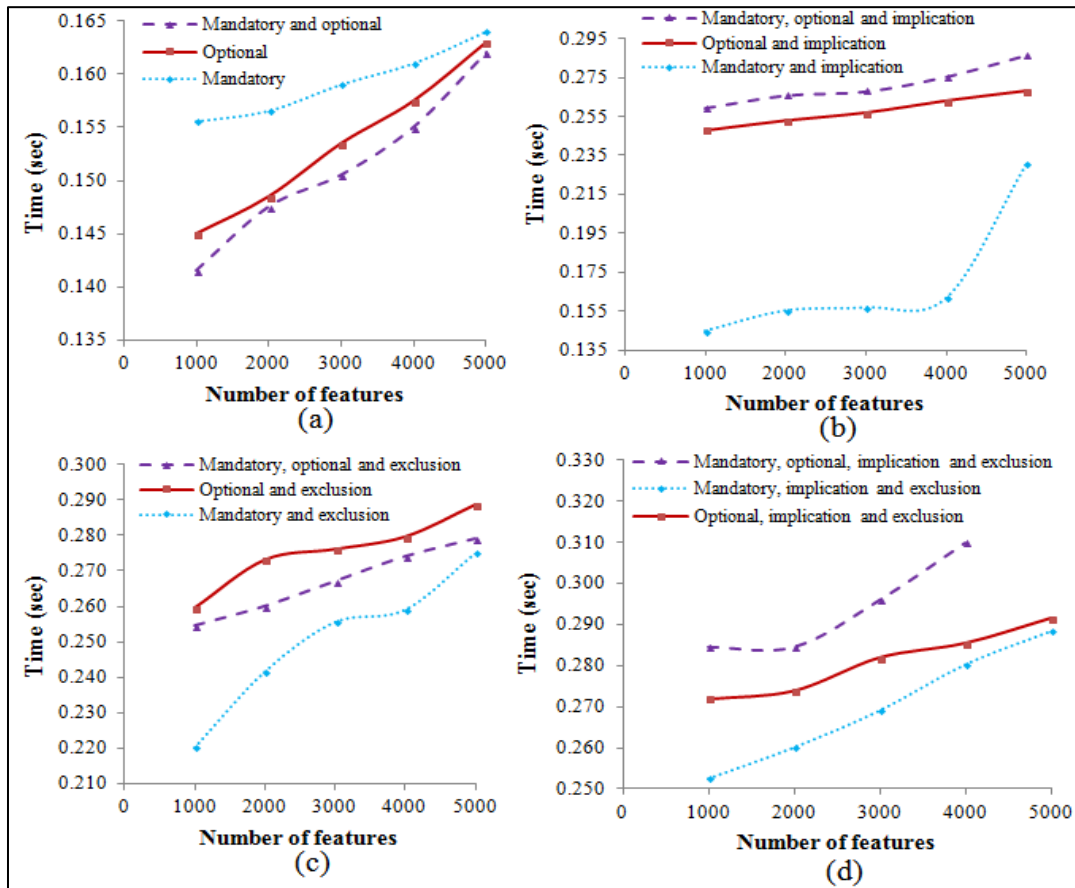 Mandatory and optional
Optional
Mandatory
0.165
0.160
0.155
0.150
0.145
0.140
0.135
Time (sec)
0 1000 2000 3000 4000 5000
Number of features
(a)
Mandatory, optional and implication
Optional and implication
Mandatory and implication
0.295
0.275
0.255
0.235
0.215
0.195
0.175
0.155
0.135
Time (sec)
0 1000 2000 3000 4000 5000
Number of features
(b)
Mandatory, optional and exclusion
Optional and exclusion
Mandatory and exclusion
0.300
0.290
0.280
0.270
0.260
0.250
0.240
0.230
0.220
0.210
Time (sec)
0 1000 2000 3000 4000 5000
Number of features
(c)
Mandatory, optional, implication and exclusion
Mandatory, implication and exclusion
Optional, implication and exclusion
0.330
0.320
0.310
0.300
0.290
0.280
0.270
0.260
0.250
Time (sec)
0 1000 2000 3000 4000 5000
Number of features
(d)